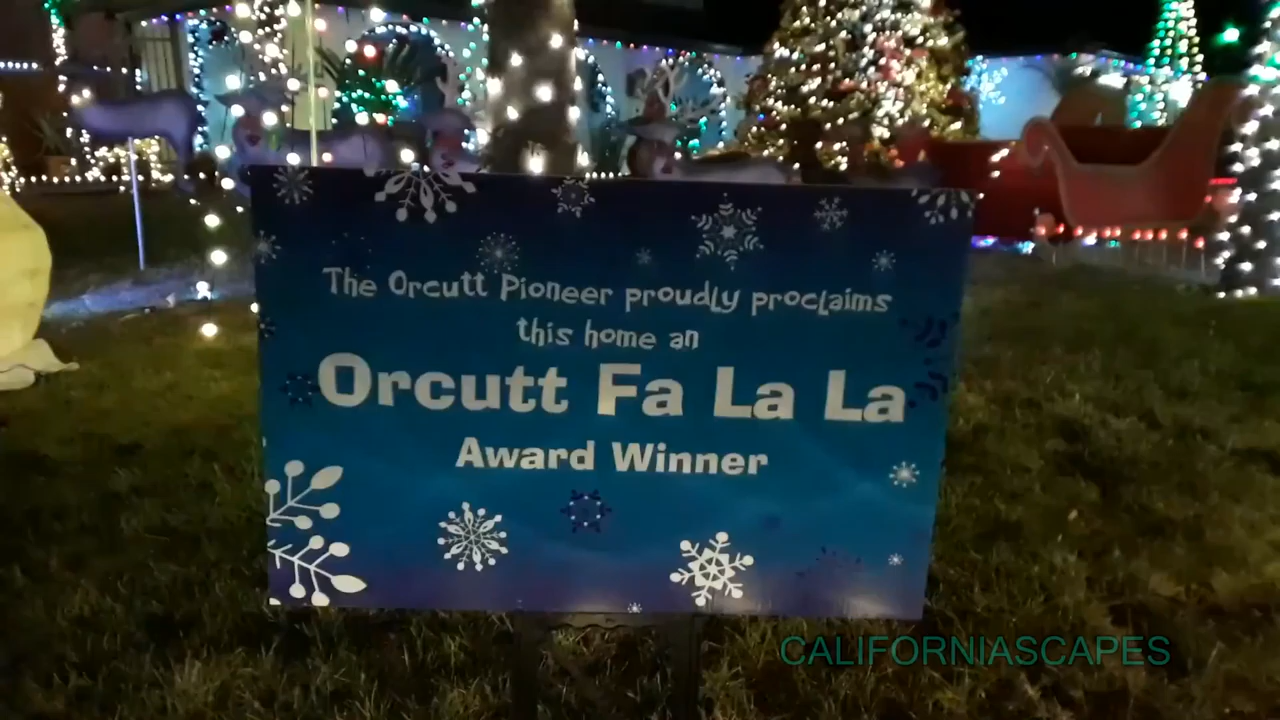 The Orcutt Pioneer proudly proclaims
this home an
Orcutt Fa La La
Award Winner
CALIFORNIASCAPES